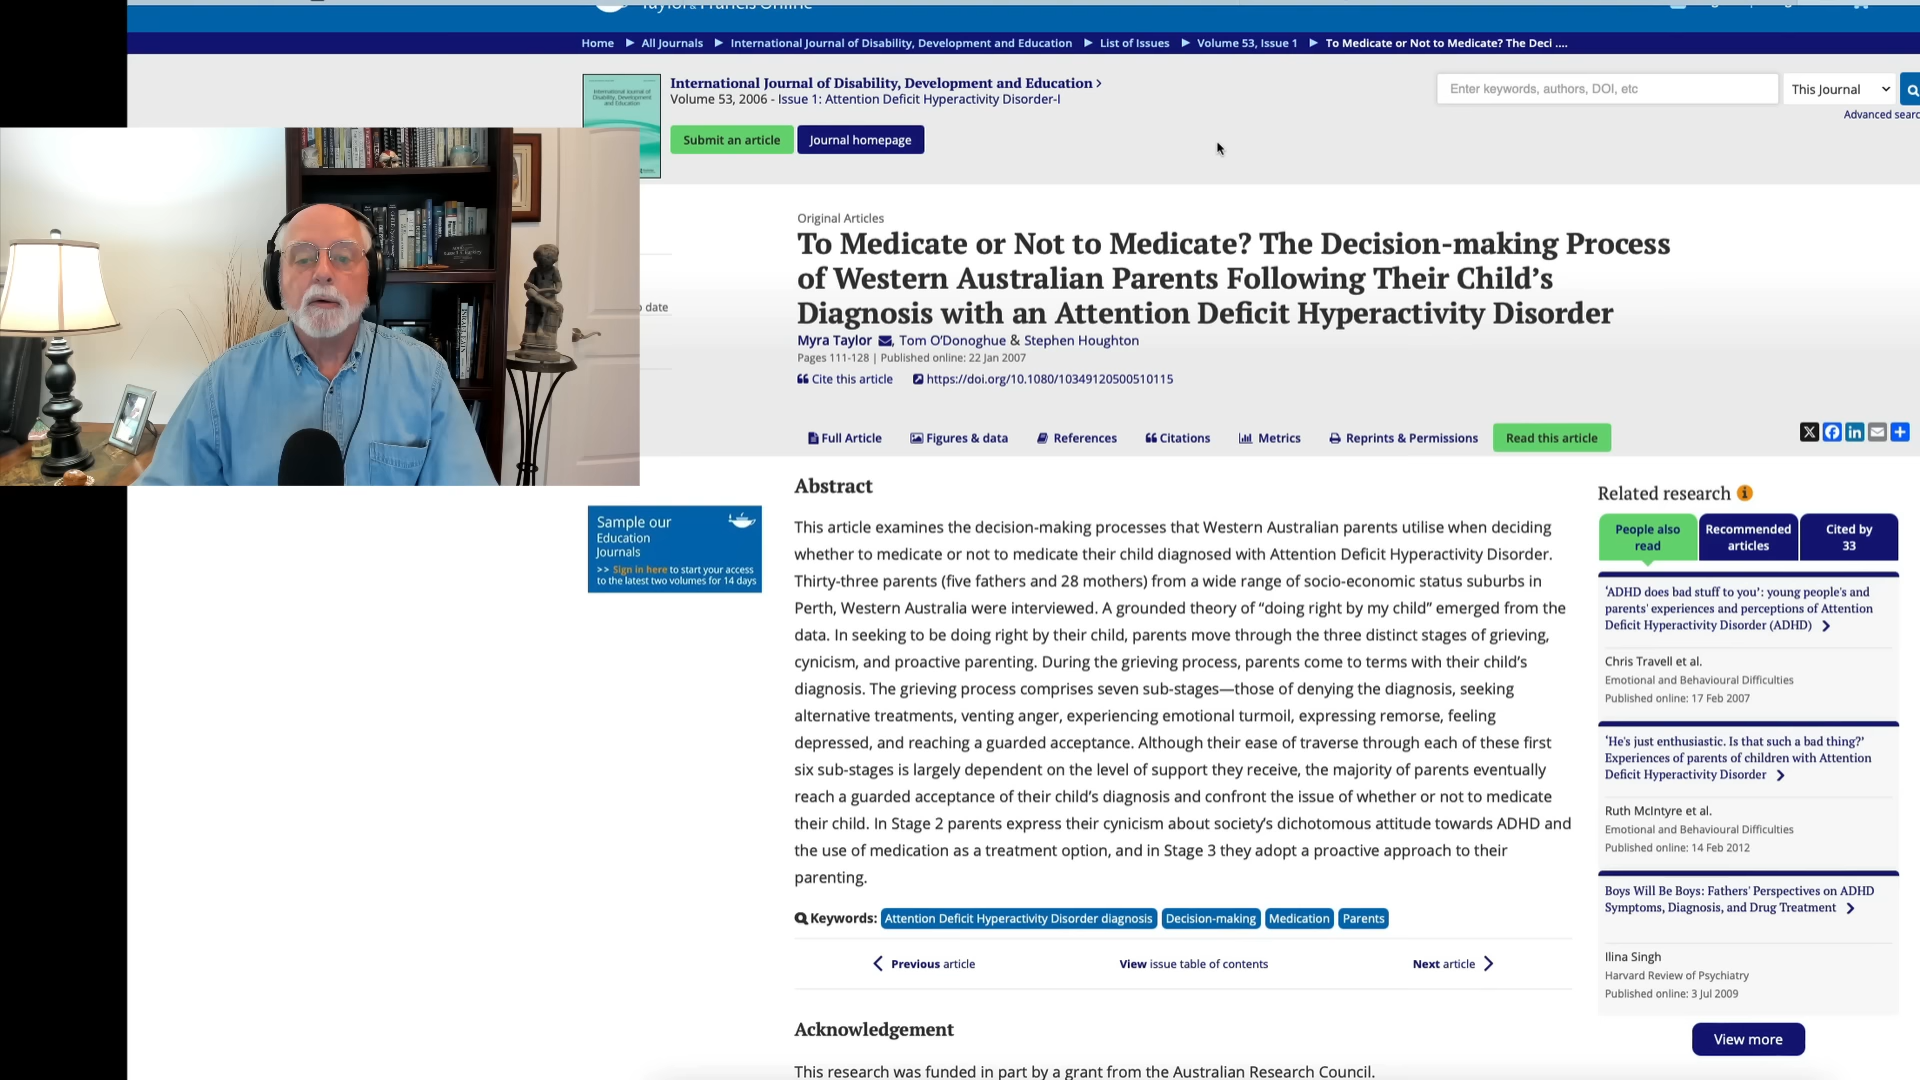 Taylor & Francis Online
Home ▶ All Journals ▶ International Journal of Disability, Development and Education ▶ List of Issues ▶ Volume 53, Issue 1 ▶ To Medicate or Not to Medicate? The Deci ....
International Journal of Disability, Development and Education >
Volume 53, 2006 - Issue 1: Attention Deficit Hyperactivity Disorder-I
Enter keywords, authors, DOI, etc
This Journal
Advanced searc
International Journal of
Disability, Development
and Education
Submit an article
Journal homepage
Original Articles
To Medicate or Not to Medicate? The Decision-making Process
of Western Australian Parents Following Their Child’s
Diagnosis with an Attention Deficit Hyperactivity Disorder
date
Myra Taylor, Tom O’Donoghue & Stephen Houghton
Pages 111-128 | Published online: 22 Jan 2007
Cite this article
https://doi.org/10.1080/10349120500510115
Full Article
Figures & data
References
Citations
Metrics
Reprints & Permissions
Read this article
Sample our
Education
Journals
>> Sign in here to start your access
to the latest two volumes for 14 days
Abstract
This article examines the decision-making processes that Western Australian parents utilise when deciding
whether to medicate or not to medicate their child diagnosed with Attention Deficit Hyperactivity Disorder.
Thirty-three parents (five fathers and 28 mothers) from a wide range of socio-economic status suburbs in
Perth, Western Australia were interviewed. A grounded theory of “doing right by my child” emerged from the
data. In seeking to be doing right by their child, parents move through the three distinct stages of grieving,
cynicism, and proactive parenting. During the grieving process, parents come to terms with their child’s
diagnosis. The grieving process comprises seven sub-stages—those of denying the diagnosis, seeking
alternative treatments, venting anger, experiencing emotional turmoil, expressing remorse, feeling
depressed, and reaching a guarded acceptance. Although their ease of traverse through each of these first
six sub-stages is largely dependent on the level of support they receive, the majority of parents eventually
reach a guarded acceptance of their child’s diagnosis and confront the issue of whether or not to medicate
their child. In Stage 2 parents express their cynicism about society’s dichotomous attitude towards ADHD and
the use of medication as a treatment option, and in Stage 3 they adopt a proactive approach to their
parenting.
Keywords: Attention Deficit Hyperactivity Disorder diagnosis Decision-making Medication Parents
Previous article
View issue table of contents
Next article
Acknowledgement
This research was funded in part by a grant from the Australian Research Council.
Related research
People also
read
Recommended
articles
Cited by
33
‘ADHD does bad stuff to you’: young people's and
parents' experiences and perceptions of Attention
Deficit Hyperactivity Disorder (ADHD)
Chris Travell et al.
Emotional and Behavioural Difficulties
Published online: 17 Feb 2007
‘He's just enthusiastic. Is that such a bad thing?’
Experiences of parents of children with Attention
Deficit Hyperactivity Disorder
Ruth McIntyre et al.
Emotional and Behavioural Difficulties
Published online: 14 Feb 2012
Boys Will Be Boys: Fathers' Perspectives on ADHD
Symptoms, Diagnosis, and Drug Treatment
Ilina Singh
Harvard Review of Psychiatry
Published online: 3 Jul 2009
View more